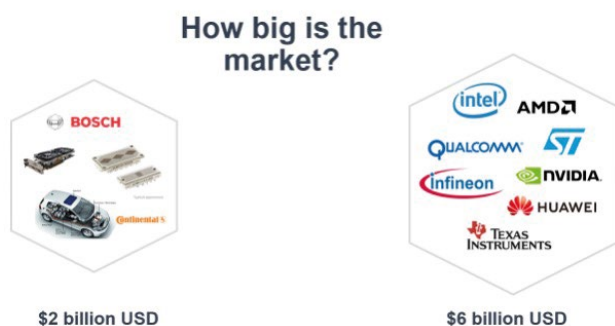 How big is the
market?
BOSCH
Continental
intel
AMD
QUALCOMM
ST
infineon
NVIDIA.
HUAWEI
TEXAS
INSTRUMENTS
$2 billion USD
$6 billion USD